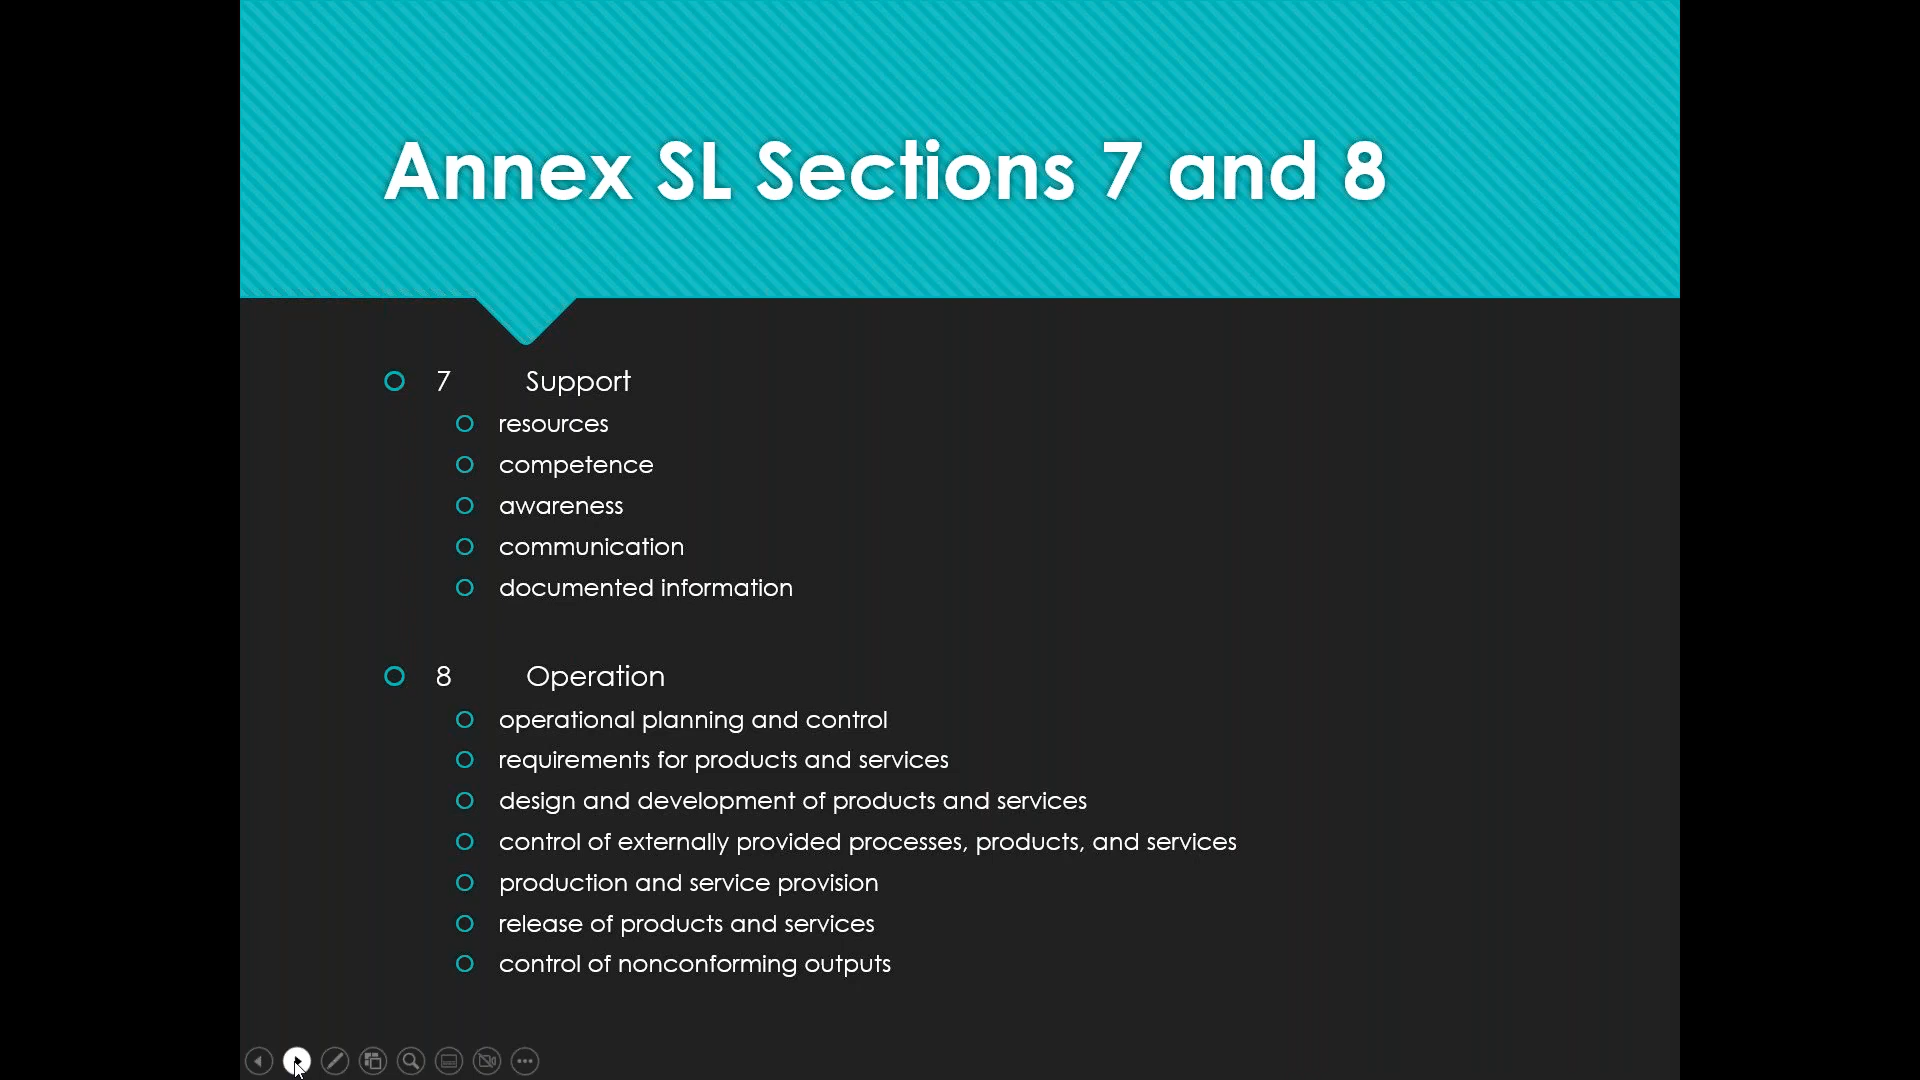 Annex SL Sections 7 and 8
7 Support
resources
competence
awareness
communication
documented information
8 Operation
operational planning and control
requirements for products and services
design and development of products and services
control of externally provided processes, products, and services
production and service provision
release of products and services
control of nonconforming outputs